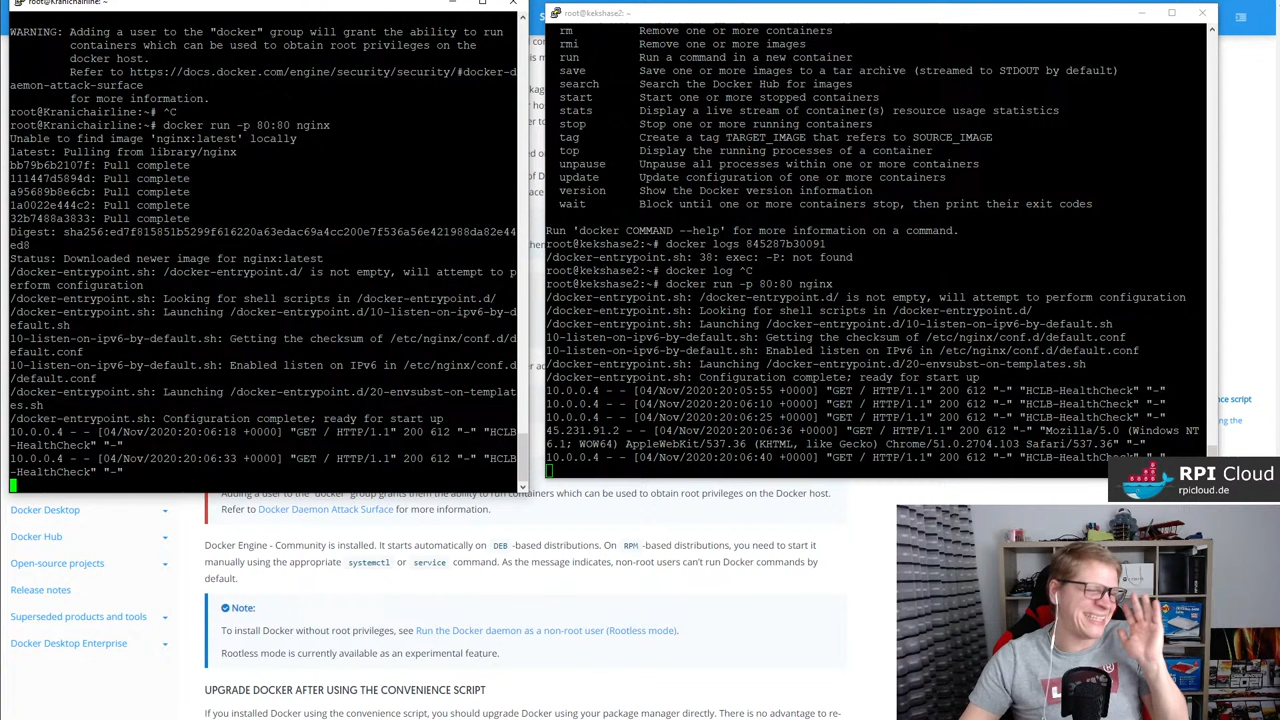 root@Kranichairline: ~
WARNING: Adding a user to the "docker" group will grant the ability to run
containers which can be used to obtain root privileges on the
docker host.
Refer to https://docs.docker.com/engine/security/security/#docker-d
aemon-attack-surface
for more information.
root@Kranichairline:~# ^C
root@Kranichairline:~# docker run -p 80:80 nginx
Unable to find image 'nginx:latest' locally
latest: Pulling from library/nginx
bb79b6b2107f: Pull complete
111447d5894d: Pull complete
a95689b8e6cb: Pull complete
1a0022e444c2: Pull complete
32b7488a3833: Pull complete
Digest: sha256:ed7f815851b5299f616220a63edac69a4cc200e7f536a56e421988da82e44
ed8
Status: Downloaded newer image for nginx:latest
/docker-entrypoint.sh: /docker-entrypoint.d/ is not empty, will attempt to p
erform configuration
/docker-entrypoint.sh: Looking for shell scripts in /docker-entrypoint.d/
/docker-entrypoint.sh: Launching /docker-entrypoint.d/10-listen-on-ipv6-by-d
efault.sh
10-listen-on-ipv6-by-default.sh: Getting the checksum of /etc/nginx/conf.d/d
efault.conf
10-listen-on-ipv6-by-default.sh: Enabled listen on IPv6 in /etc/nginx/conf.d
/default.conf
/docker-entrypoint.sh: Launching /docker-entrypoint.d/20-envsubst-on-templat
es.sh
/docker-entrypoint.sh: Configuration complete; ready for start up
10.0.0.4 - - [04/Nov/2020:20:06:18 +0000] "GET / HTTP/1.1" 200 612 "-" "HCLB
-HealthCheck" "-"
10.0.0.4 - - [04/Nov/2020:20:06:33 +0000] "GET / HTTP/1.1" 200 612 "-" "HCLB
-HealthCheck" "-"
root@kekshase2: ~
rm Remove one or more containers
rmi Remove one or more images
run Run a command in a new container
save Save one or more images to a tar archive (streamed to STDOUT by default)
search Search the Docker Hub for images
start Start one or more stopped containers
stats Display a live stream of container(s) resource usage statistics
stop Stop one or more running containers
tag Create a tag TARGET_IMAGE that refers to SOURCE_IMAGE
top Display the running processes of a container
unpause Unpause all processes within one or more containers
update Update configuration of one or more containers
version Show the Docker version information
wait Block until one or more containers stop, then print their exit codes
Run 'docker COMMAND --help' for more information on a command.
root@kekshase2:~# docker logs 845287b30091
/docker-entrypoint.sh: 38: exec: -P: not found
root@kekshase2:~# docker log ^C
root@kekshase2:~# docker run -p 80:80 nginx
/docker-entrypoint.sh: /docker-entrypoint.d/ is not empty, will attempt to perform configuration
/docker-entrypoint.sh: Looking for shell scripts in /docker-entrypoint.d/
/docker-entrypoint.sh: Launching /docker-entrypoint.d/10-listen-on-ipv6-by-default.sh
10-listen-on-ipv6-by-default.sh: Getting the checksum of /etc/nginx/conf.d/default.conf
10-listen-on-ipv6-by-default.sh: Enabled listen on IPv6 in /etc/nginx/conf.d/default.conf
/docker-entrypoint.sh: Launching /docker-entrypoint.d/20-envsubst-on-templates.sh
/docker-entrypoint.sh: Configuration complete; ready for start up
10.0.0.4 - - [04/Nov/2020:20:05:55 +0000] "GET / HTTP/1.1" 200 612 "-" "HCLB-HealthCheck" "-"
10.0.0.4 - - [04/Nov/2020:20:06:10 +0000] "GET / HTTP/1.1" 200 612 "-" "HCLB-HealthCheck" "-"
10.0.0.4 - - [04/Nov/2020:20:06:25 +0000] "GET / HTTP/1.1" 200 612 "-" "HCLB-HealthCheck" "-"
45.231.91.2 - - [04/Nov/2020:20:06:36 +0000] "GET / HTTP/1.1" 200 612 "-" "Mozilla/5.0 (Windows NT
6.1; WOW64) AppleWebKit/537.36 (KHTML, like Gecko) Chrome/51.0.2704.103 Safari/537.36" "-"
10.0.0.4 - - [04/Nov/2020:20:06:40 +0000] "GET / HTTP/1.1" 200 612 "-" "HCLB-HealthCheck" "-"
script
ng the
RPI Cloud
rpicloud.de
Docker Desktop
Docker Hub
Open-source projects
Release notes
Superseded products and tools
Docker Desktop Enterprise
Adding a user to the "docker" group grants them the ability to run containers which can be used to obtain root privileges on the Docker host.
Refer to Docker Daemon Attack Surface for more information.
Docker Engine - Community is installed. It starts automatically on DEB -based distributions. On RPM -based distributions, you need to start it
manually using the appropriate systemctl or service command. As the message indicates, non-root users can't run Docker commands by
default.
Note:
To install Docker without root privileges, see Run the Docker daemon as a non-root user (Rootless mode).
Rootless mode is currently available as an experimental feature.
UPGRADE DOCKER AFTER USING THE CONVENIENCE SCRIPT
If you installed Docker using the convenience script, you should upgrade Docker using your package manager directly. There is no advantage to re-